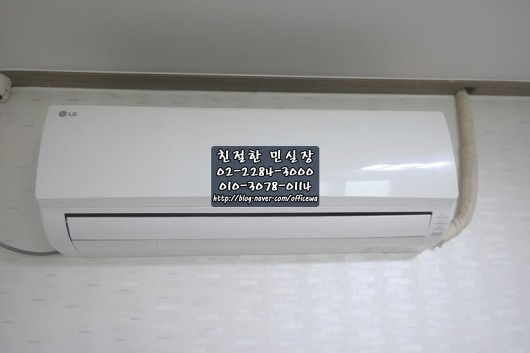 LG
친절한 민실장
02-2284-3000
010-3078-0114
http://blog.naver.com/officewa